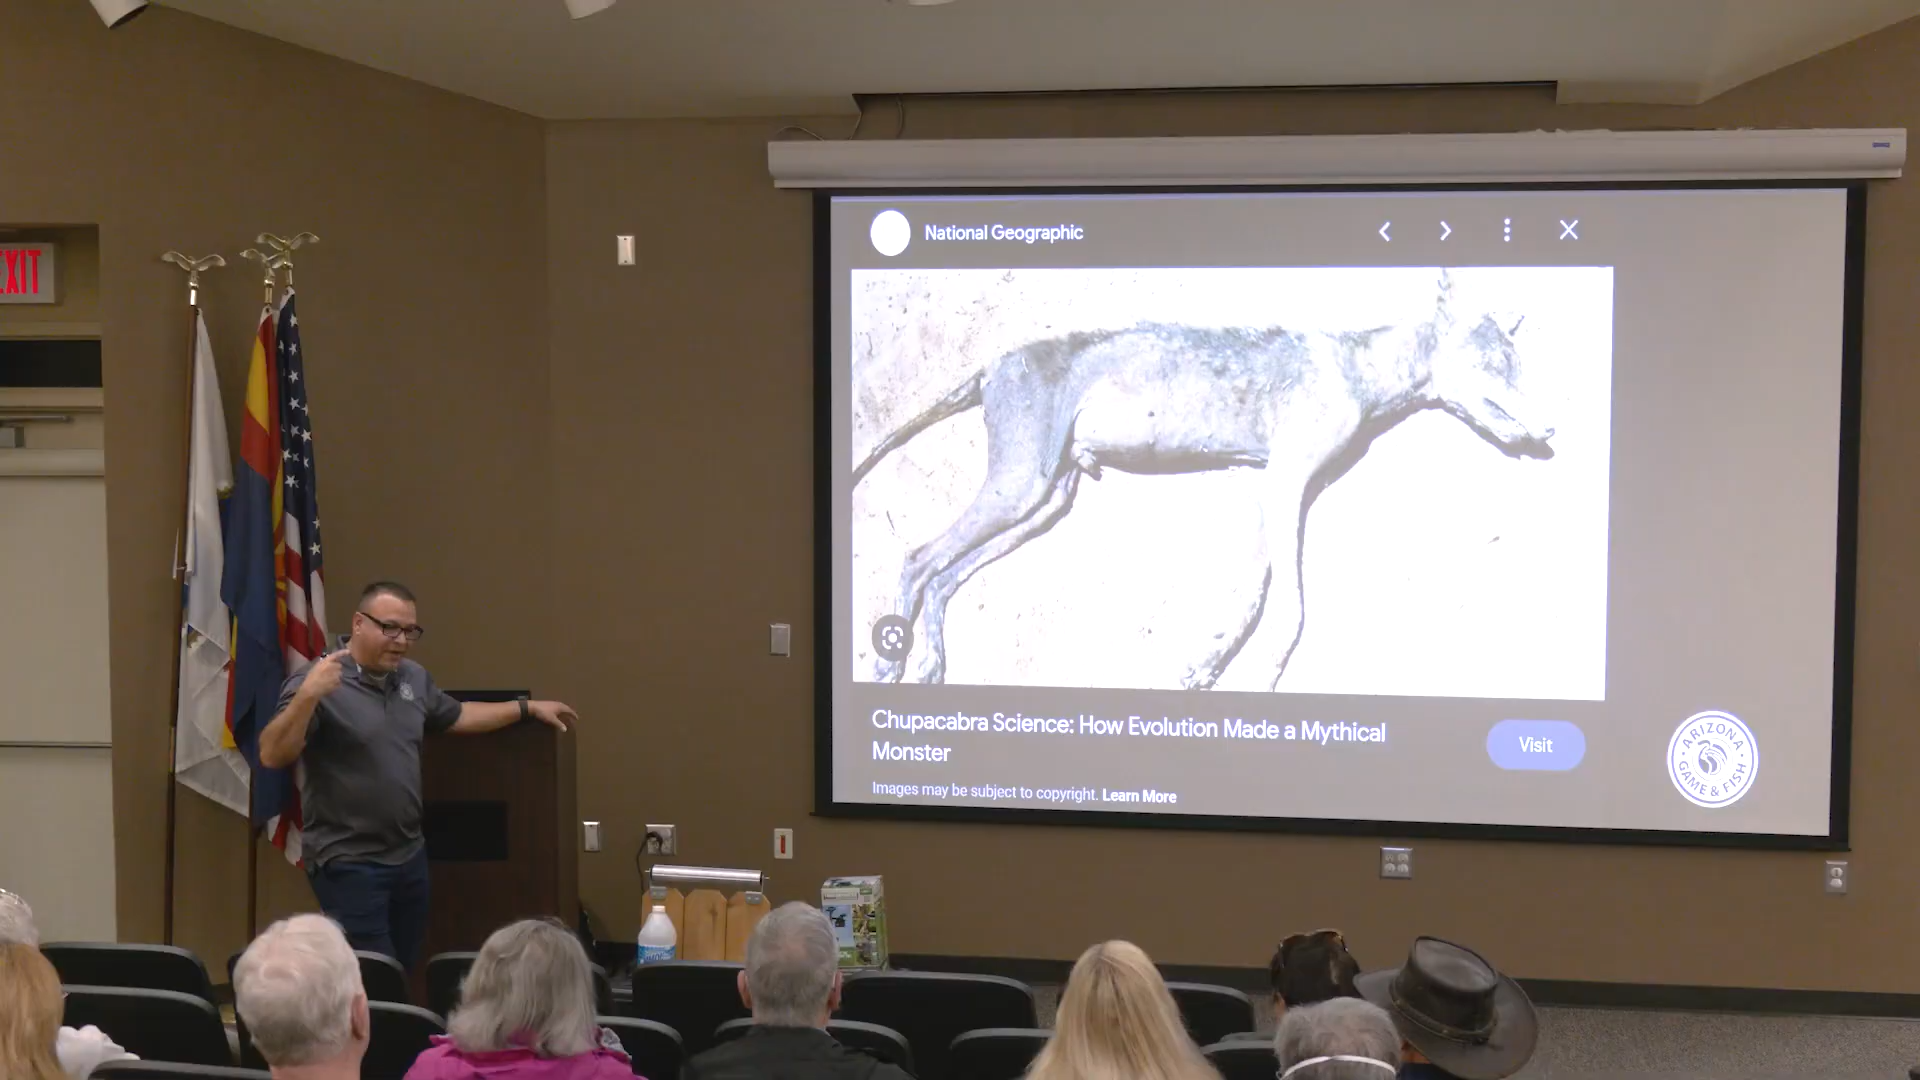 EXIT
National Geographic
Chupacabra Science: How Evolution Made a Mythical
Monster
Visit
Images may be subject to copyright. Learn More
ARIZONA
GAME & FISH